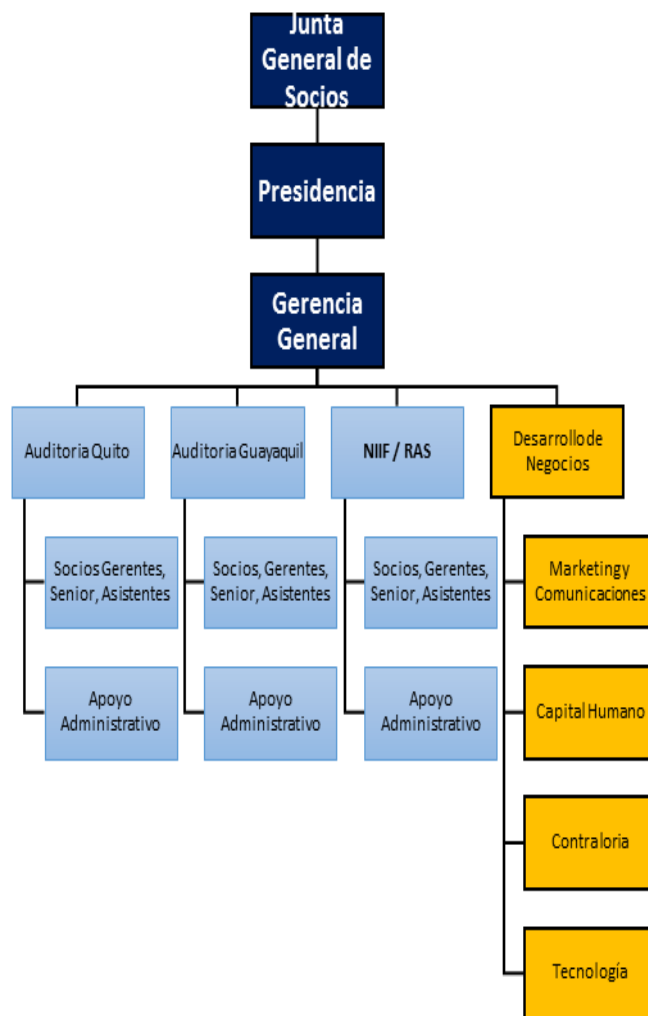 Junta
General de
Socios
Presidencia
Gerencia
General
Auditoria Quito
Auditoria Guayaquil
NIIF / RAS
Desarrollo de
Negocios
Socios Gerentes,
Senior, Asistentes
Socios, Gerentes,
Senior, Asistentes
Socios, Gerentes,
Senior, Asistentes
Marketing y
Comunicaciones
Apoyo
Administrativo
Apoyo
Administrativo
Apoyo
Administrativo
Capital Humano
Contraloria
Tecnología